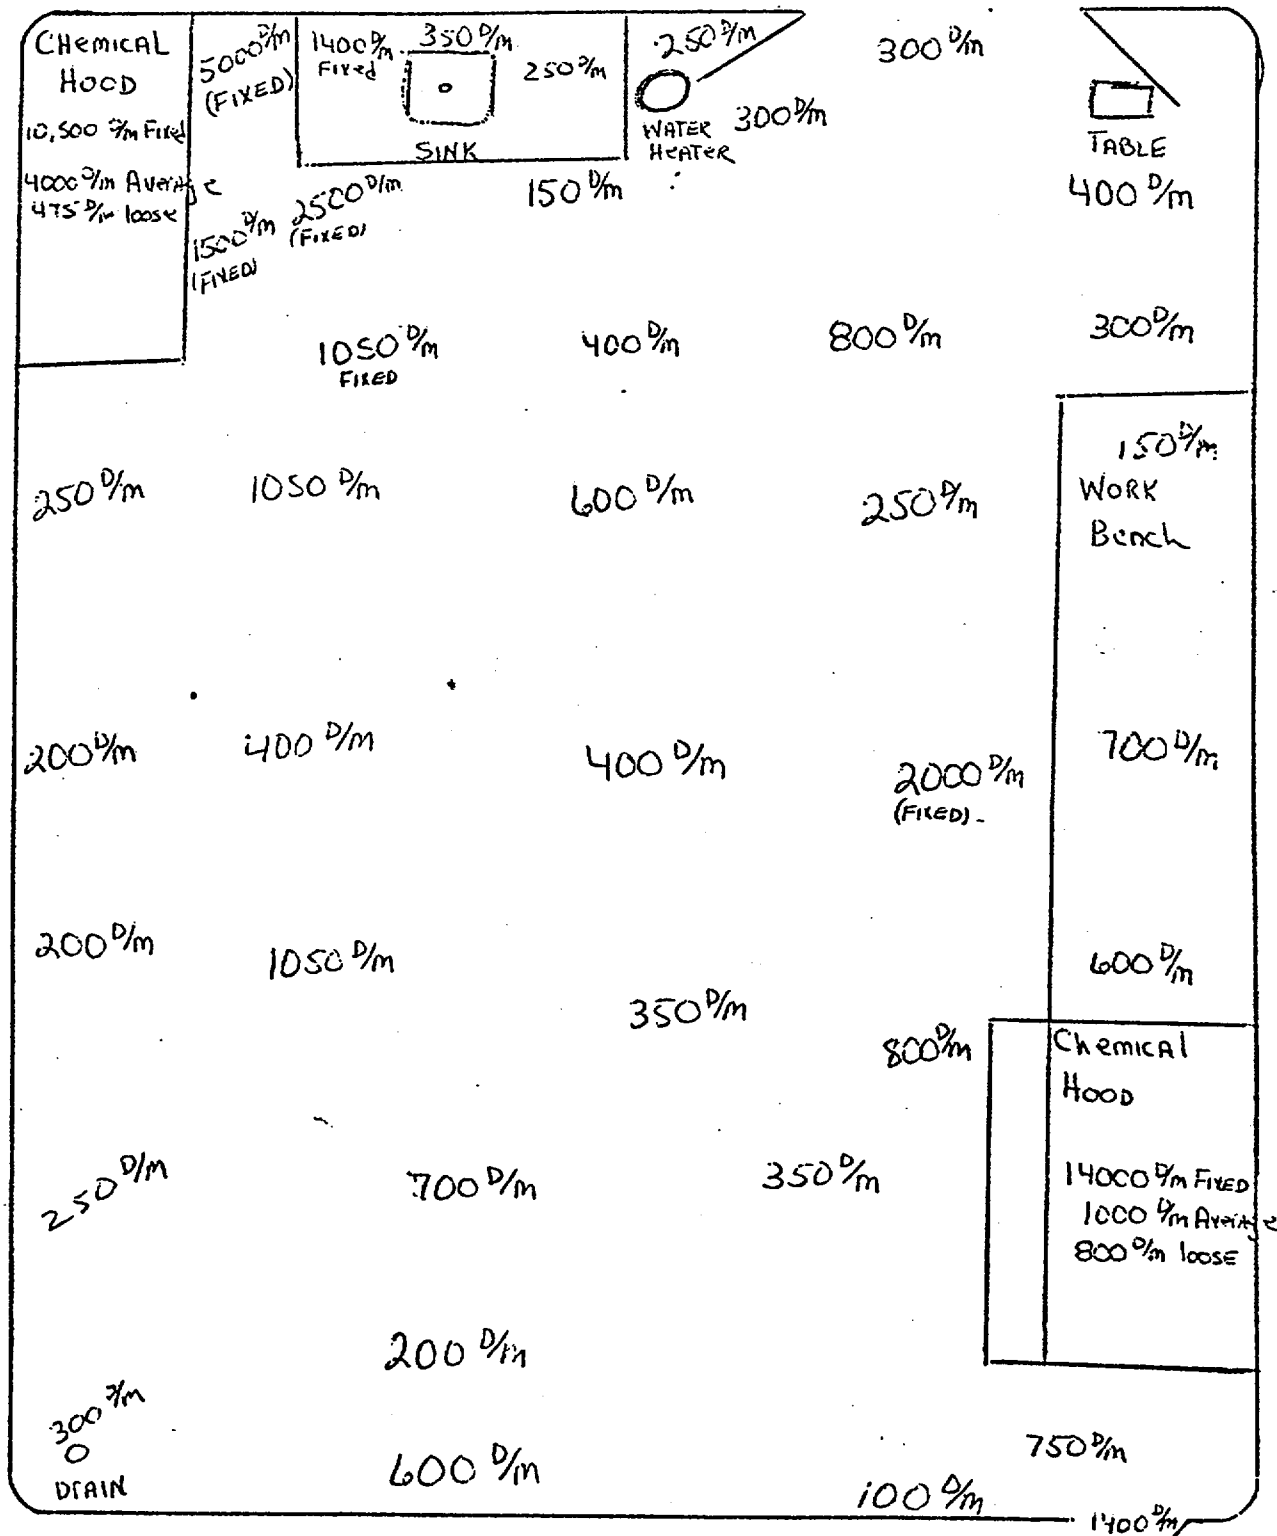 CHEMICAL
HOOD
10,500 D/m Fixed
4000 D/m Average
475 D/m loose
5000 D/m
(FIXED)
1400 D/m
Fixed
350 D/m
250 D/m
SINK
250 D/m
WATER
HEATER
300 D/m
300 D/m
TABLE
400 D/m
1500 D/m
(FIXED)
2500 D/m
(FIXED)
150 D/m
1050 D/m
FIXED
400 D/m
800 D/m
300 D/m
250 D/m
1050 D/m
600 D/m
250 D/m
150 D/m
WORK
Bench
200 D/m
400 D/m
400 D/m
2000 D/m
(FIXED)
700 D/m
200 D/m
1050 D/m
350 D/m
800 D/m
600 D/m
Chemical
HOOD
14000 D/m FIXED
1000 D/m Average
800 D/m loose
250 D/m
700 D/m
350 D/m
200 D/m
300 D/m
DRAIN
600 D/m
100 D/m
750 D/m
1400 D/m